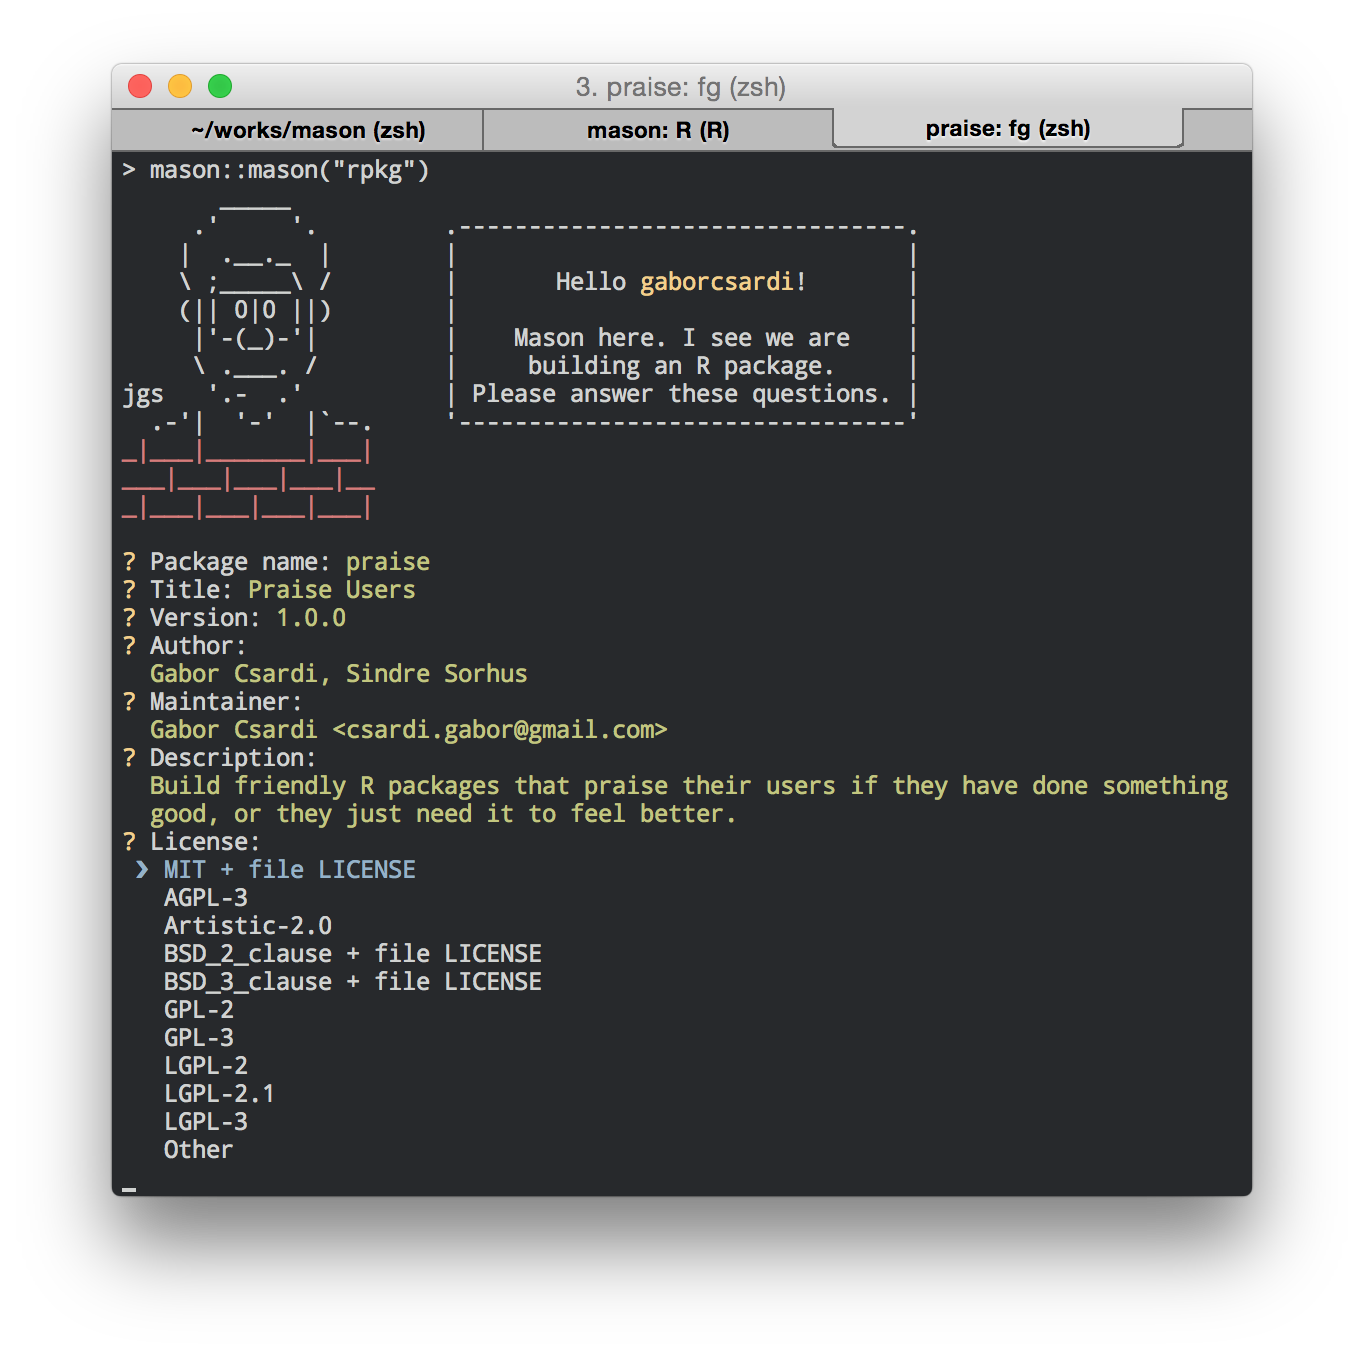 3. praise: fg (zsh)
~/works/mason (zsh) mason: R (R) praise: fg (zsh)
> mason::mason("rpkg")
Hello gaborcsardi!
Mason here. I see we are
building an R package.
jgs Please answer these questions.
? Package name: praise
? Title: Praise Users
? Version: 1.0.0
? Author:
Gabor Csardi, Sindre Sorhus
? Maintainer:
Gabor Csardi <csardi.gabor@gmail.com>
? Description:
Build friendly R packages that praise their users if they have done something
good, or they just need it to feel better.
? License:
❯ MIT + file LICENSE
AGPL-3
Artistic-2.0
BSD_2_clause + file LICENSE
BSD_3_clause + file LICENSE
GPL-2
GPL-3
LGPL-2
LGPL-2.1
LGPL-3
Other